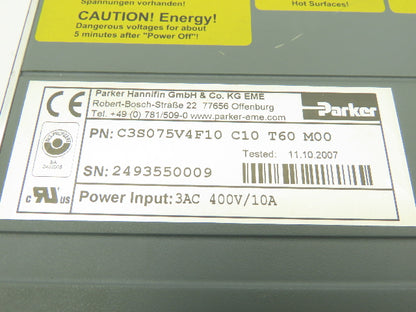 Spannungen vorhanden!
CAUTION! Energy!
Dangerous voltages for about
5 minutes after "Power Off".
Hot Surfaces!
CE
Parker Hannifin GmbH & Co. KG EME
Robert-Bosch-Straße 22 77656 Offenburg
Tel. +49 (0) 781/509-0 www.parker-eme.com
Parker
PN: C3S075V4F10 C10 T60 M00
Tested: 11.10.2007
SN: 2493550009
c RU us
Power Input: 3AC 400V/10A